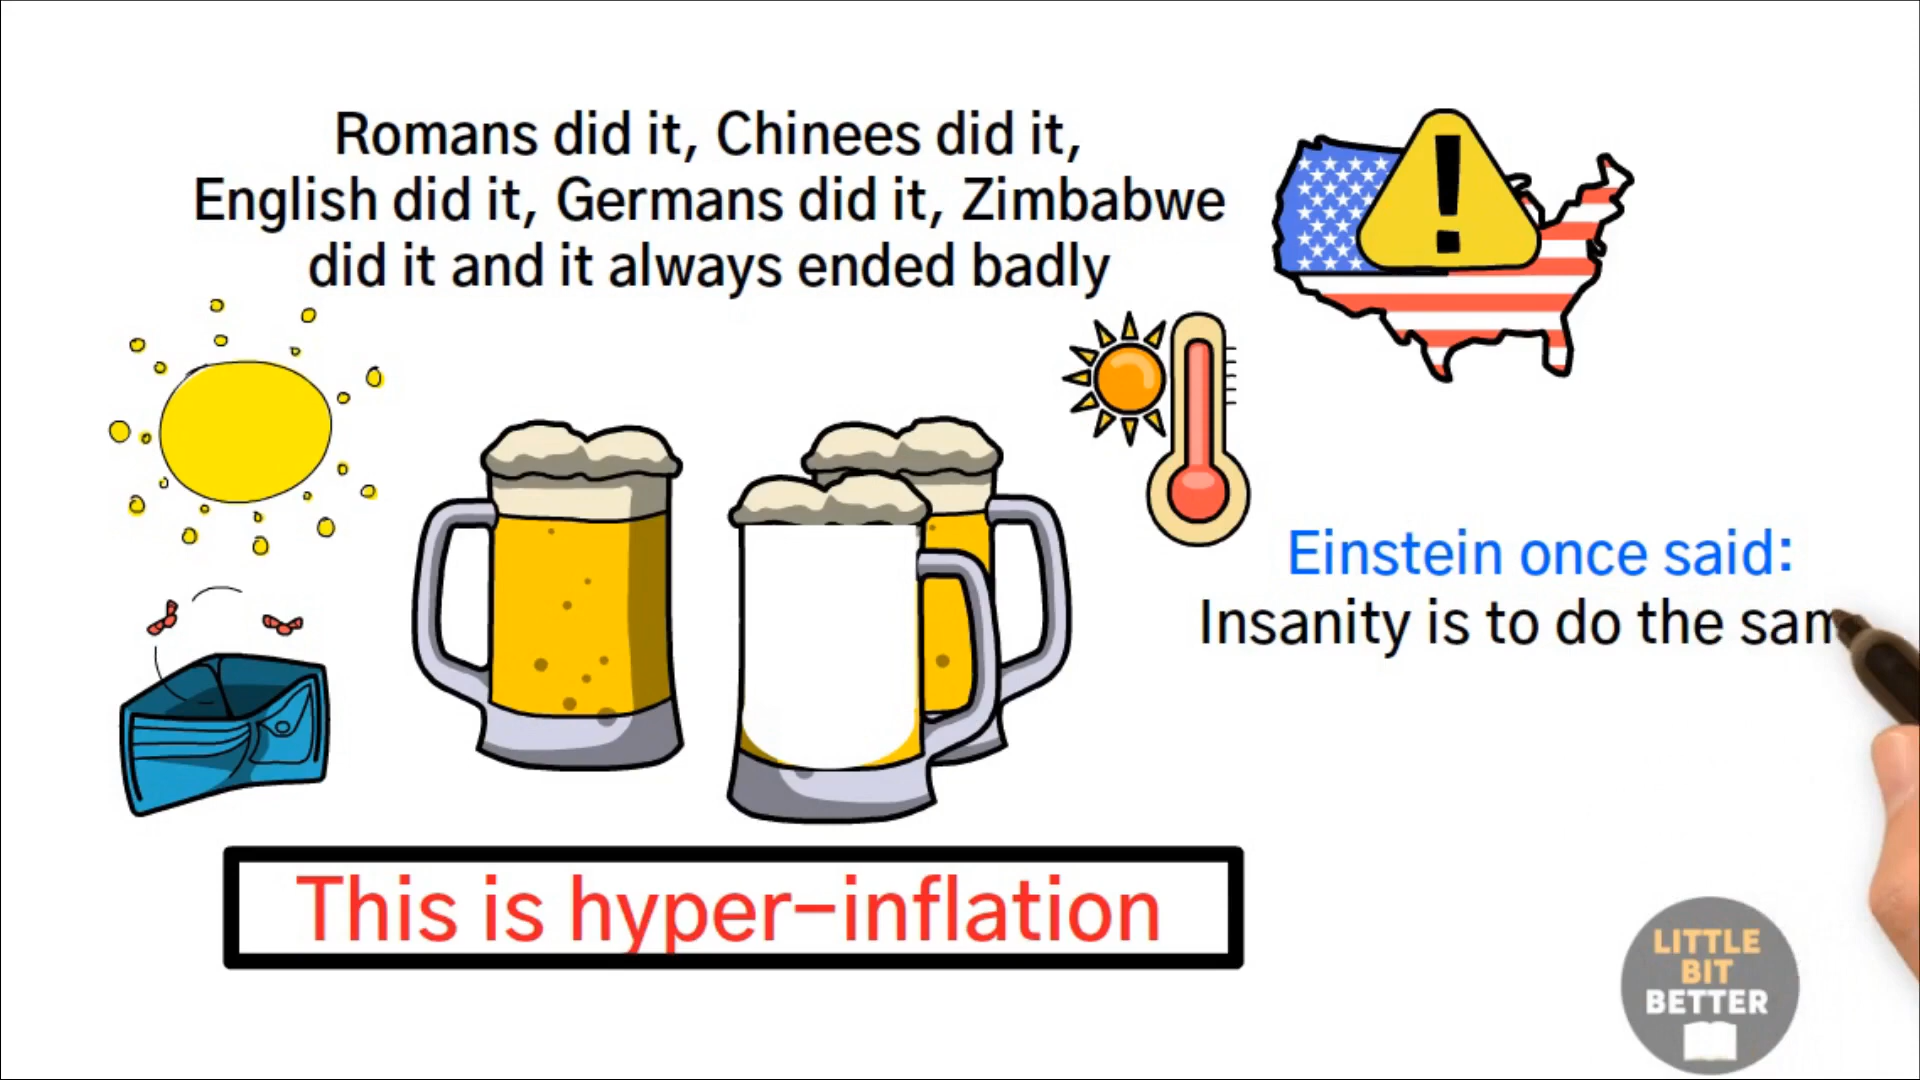 Romans did it, Chinees did it,
English did it, Germans did it, Zimbabwe
did it and it always ended badly
Einstein once said:
Insanity is to do the sam
This is hyper-inflation
LITTLE
BIT
BETTER